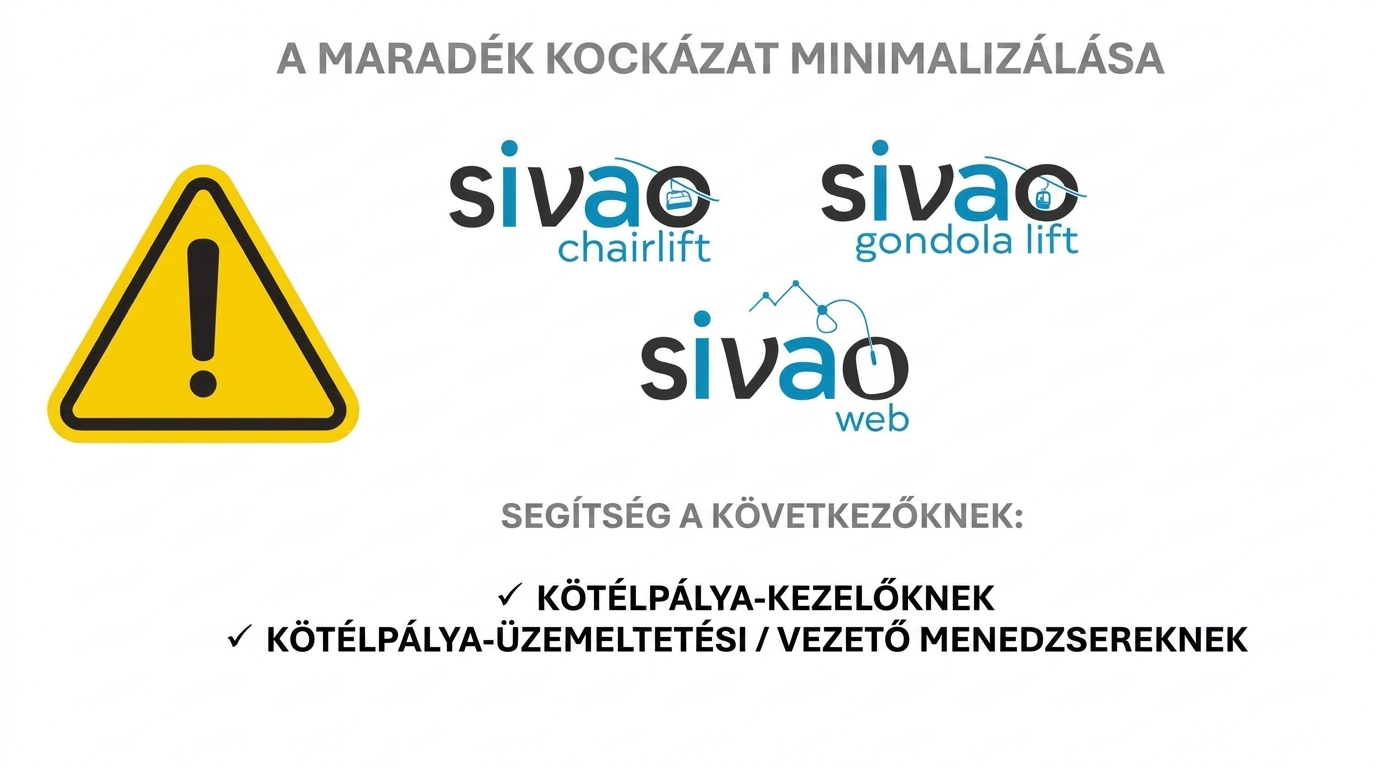 A MARADÉK KOCKÁZAT MINIMALIZÁLÁSA
sivao chairlift
sivao gondola lift
sivao web
SEGÍTSÉG A KÖVETKEZŐKNEK:
✓ KÖTÉLPÁLYA-KEZELŐKNEK
✓ KÖTÉLPÁLYA-ÜZEMELTETÉSI / VEZETŐ MENEDZSEREKNEK